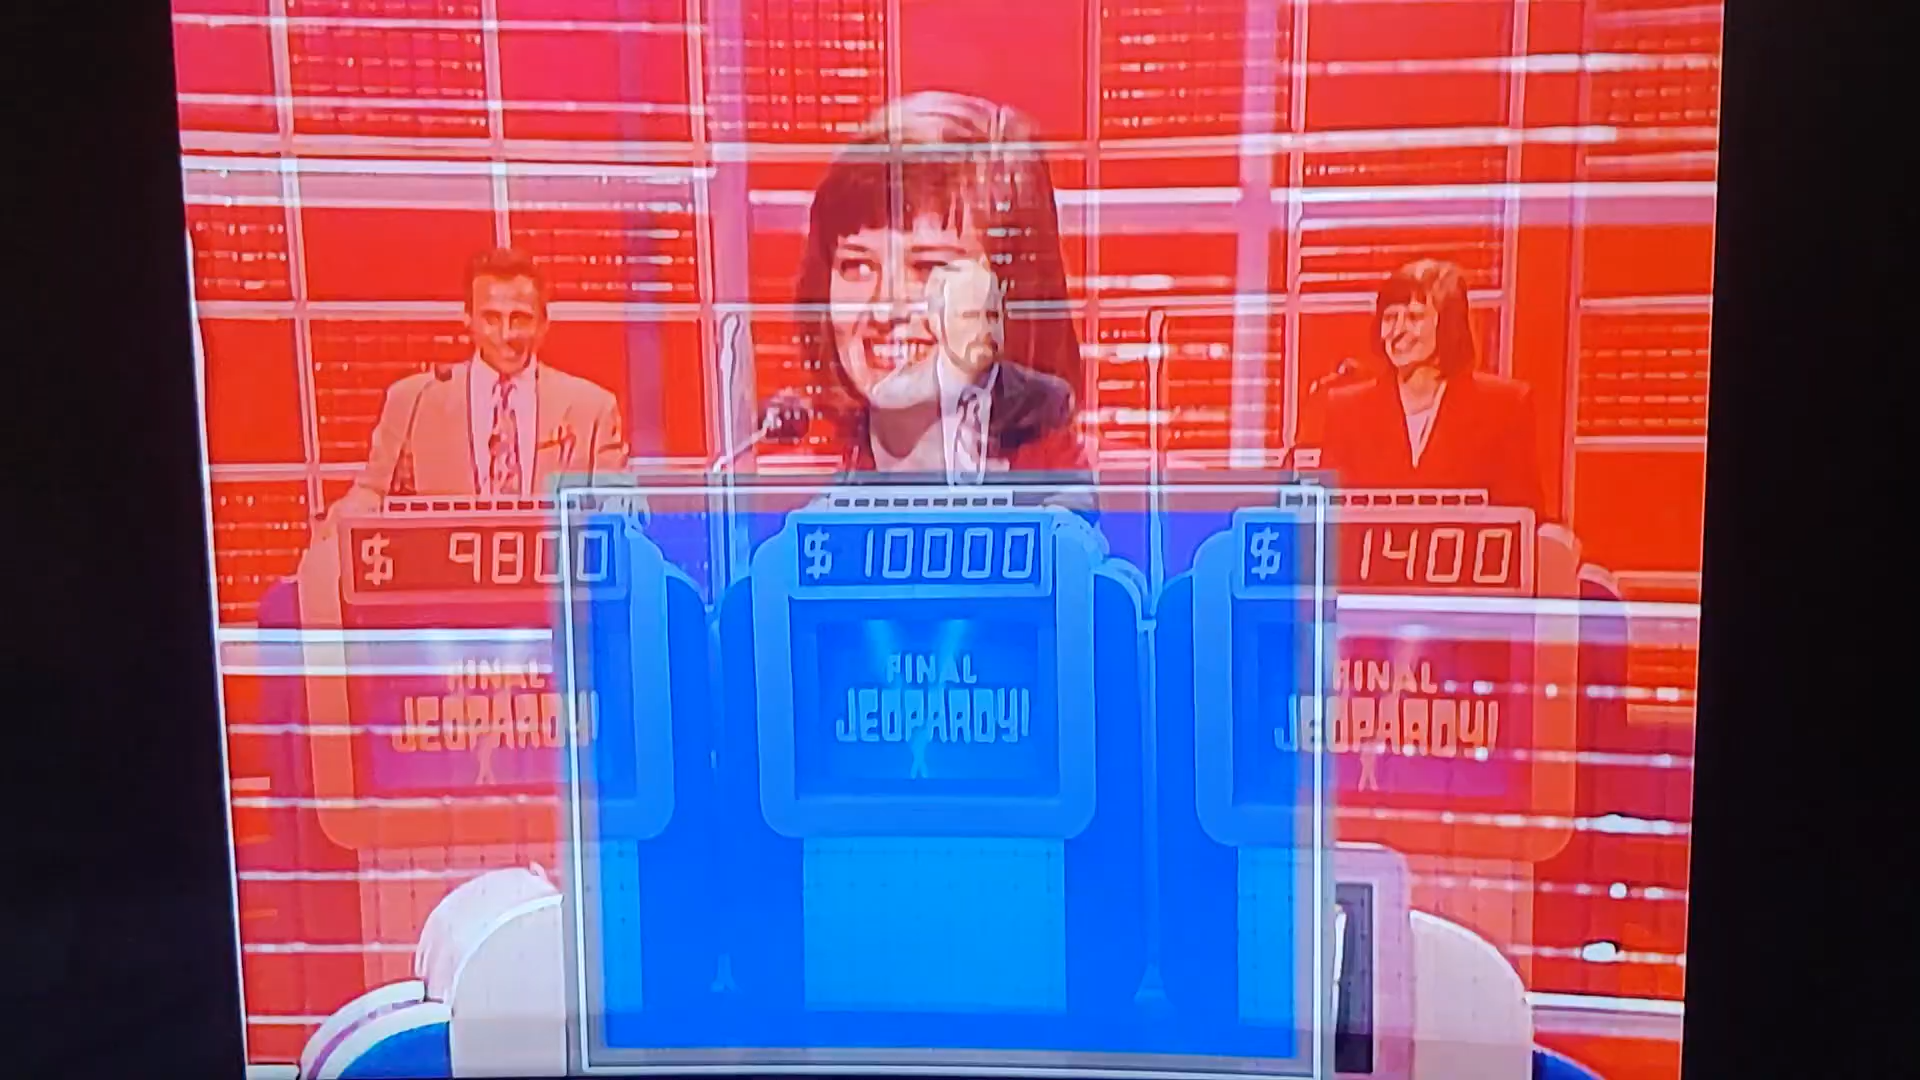 $ 9800
$ 10000
$ 1400
FINAL
JEOPARDY!
FINAL
JEOPARDY!
FINAL
JEOPARDY!